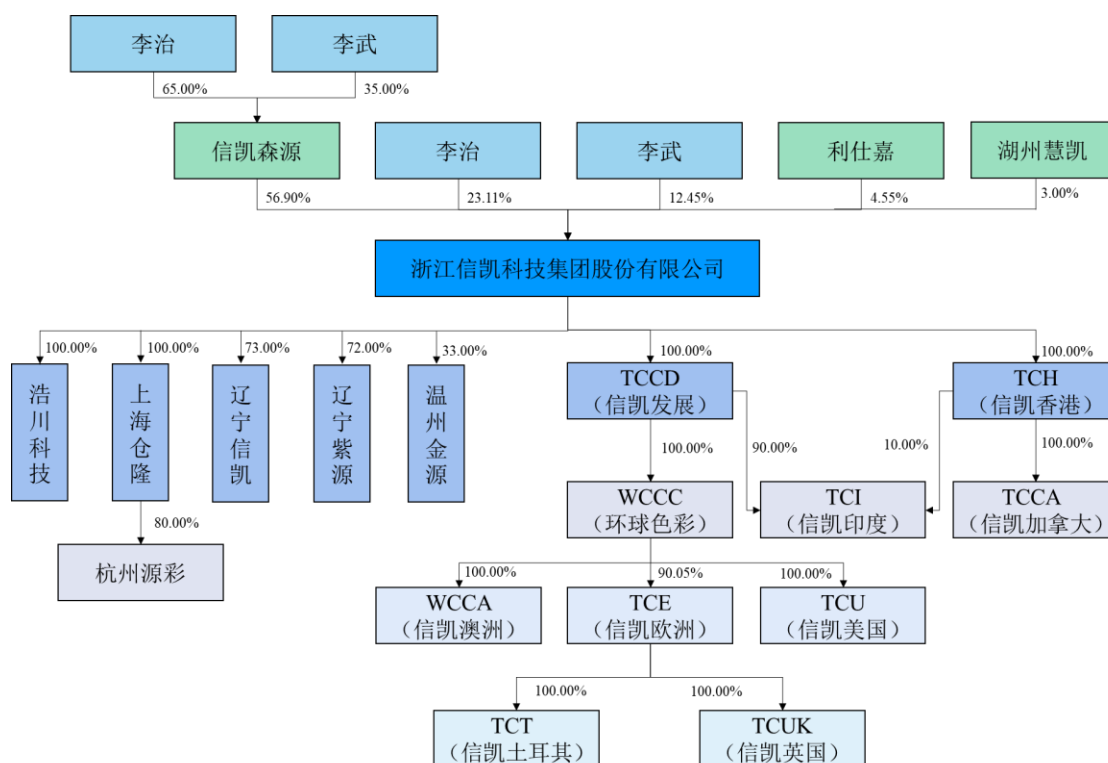 李治
李武
65.00%
35.00%
信凯森源
李治
李武
利仕嘉
湖州慧凯
56.90%
23.11%
12.45%
4.55%
3.00%
浙江信凯科技集团股份有限公司
100.00%
100.00%
73.00%
72.00%
33.00%
100.00%
100.00%
浩川科技
上海仓隆
辽宁信凯
辽宁紫源
温州金源
TCCD
(信凯发展)
TCH
(信凯香港)
100.00%
90.00%
10.00%
100.00%
WCCC
(环球色彩)
TCI
(信凯印度)
TCCA
(信凯加拿大)
80.00%
杭州源彩
100.00%
90.05%
100.00%
WCCA
(信凯澳洲)
TCE
(信凯欧洲)
TCU
(信凯美国)
100.00%
100.00%
TCT
(信凯土耳其)
TCUK
(信凯英国)